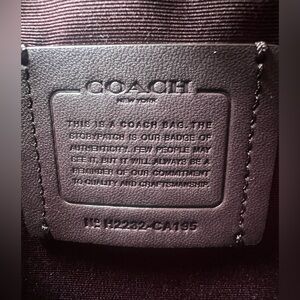 COACH
NEW YORK
THIS IS A COACH BAG. THE
STORYPATCH IS OUR BADGE OF
AUTHENTICITY. FEW PEOPLE MAY
SEE IT, BUT IT WILL ALWAYS BE A
REMINDER OF OUR COMMITMENT
TO QUALITY AND CRAFTSMANSHIP.
Nº H2232-CA195